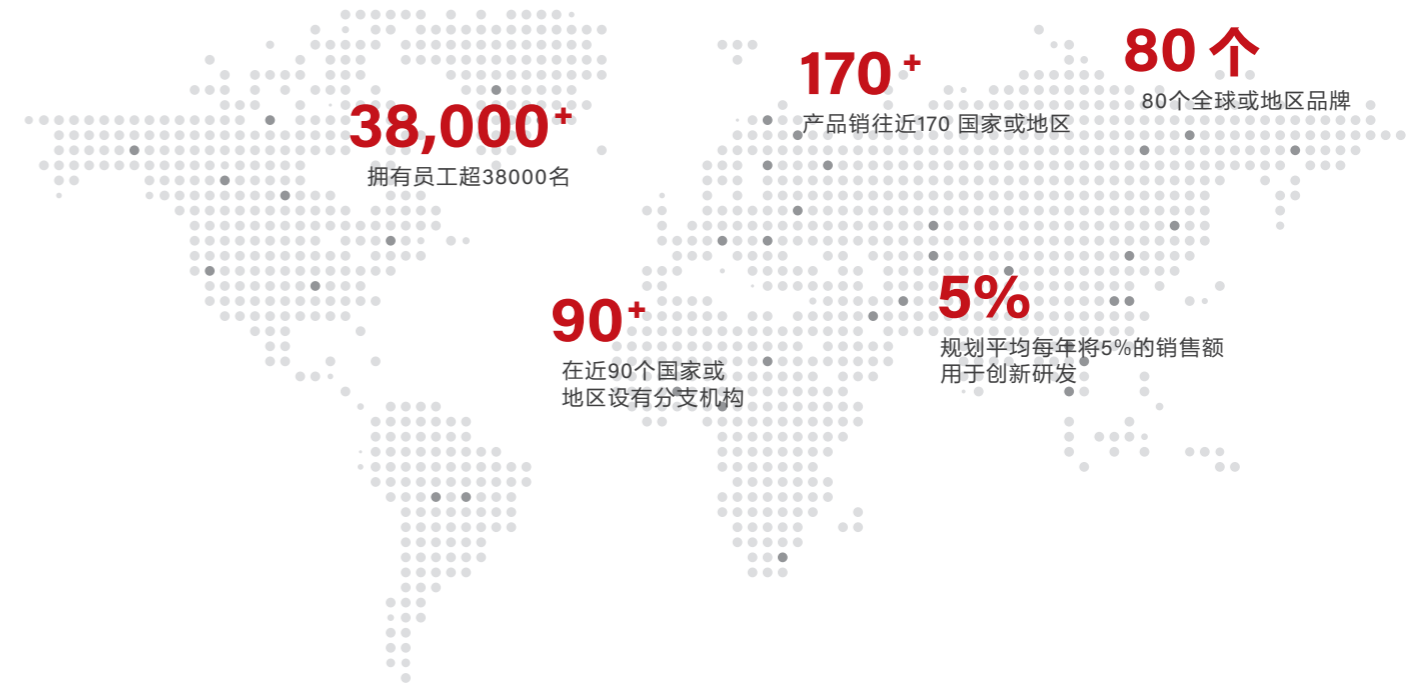 80 个
80个全球或地区品牌
170 +
产品销往近170 国家或地区
38,000+
拥有员工超38000名
5%
规划平均每年将5%的销售额
用于创新研发
90+
在近90个国家或
地区设有分支机构